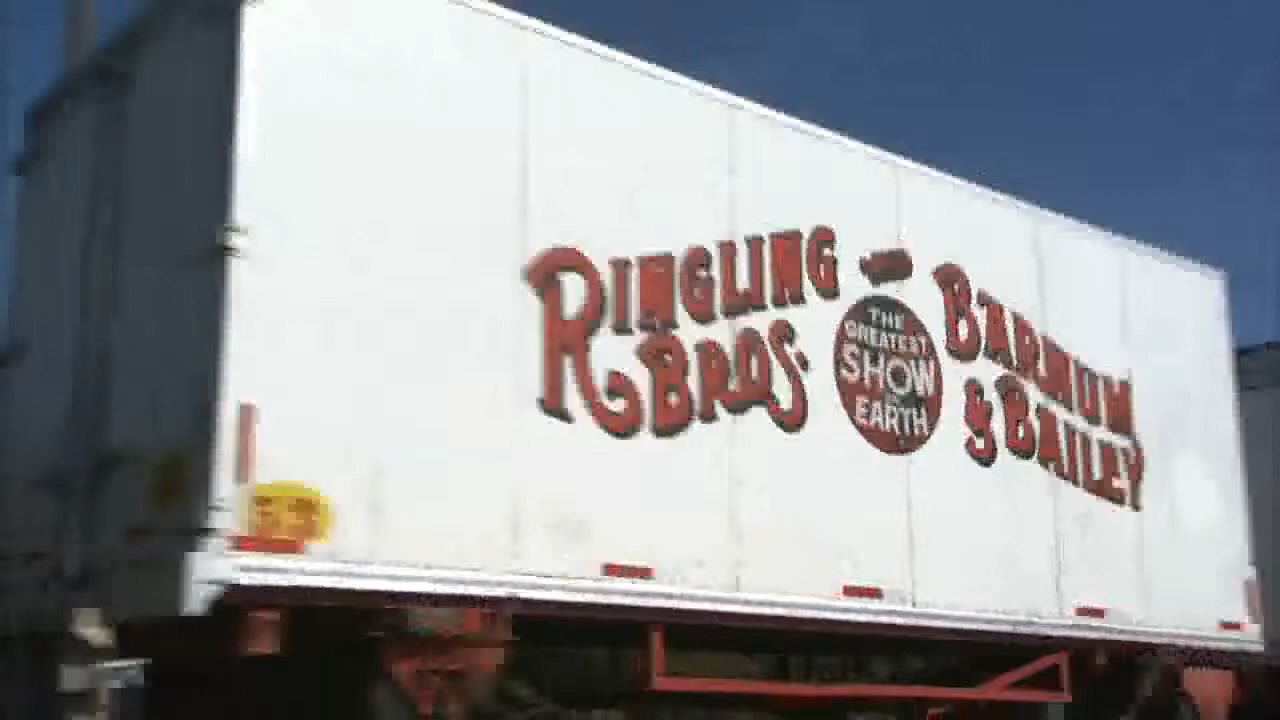 RINGLING
BROS.
THE
GREATEST
SHOW
ON
EARTH
BARNUM
& BAILEY